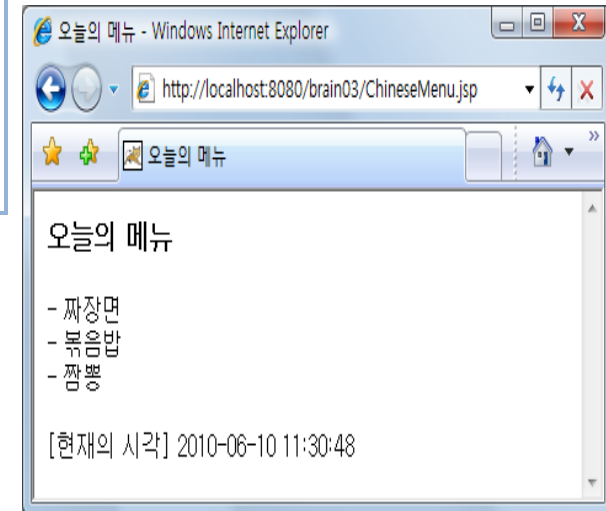 오늘의 메뉴 - Windows Internet Explorer
http://localhost:8080/brain03/ChineseMenu.jsp
오늘의 메뉴
오늘의 메뉴
- 짜장면
- 볶음밥
- 짬뽕
[현재의 시각] 2010-06-10 11:30:48